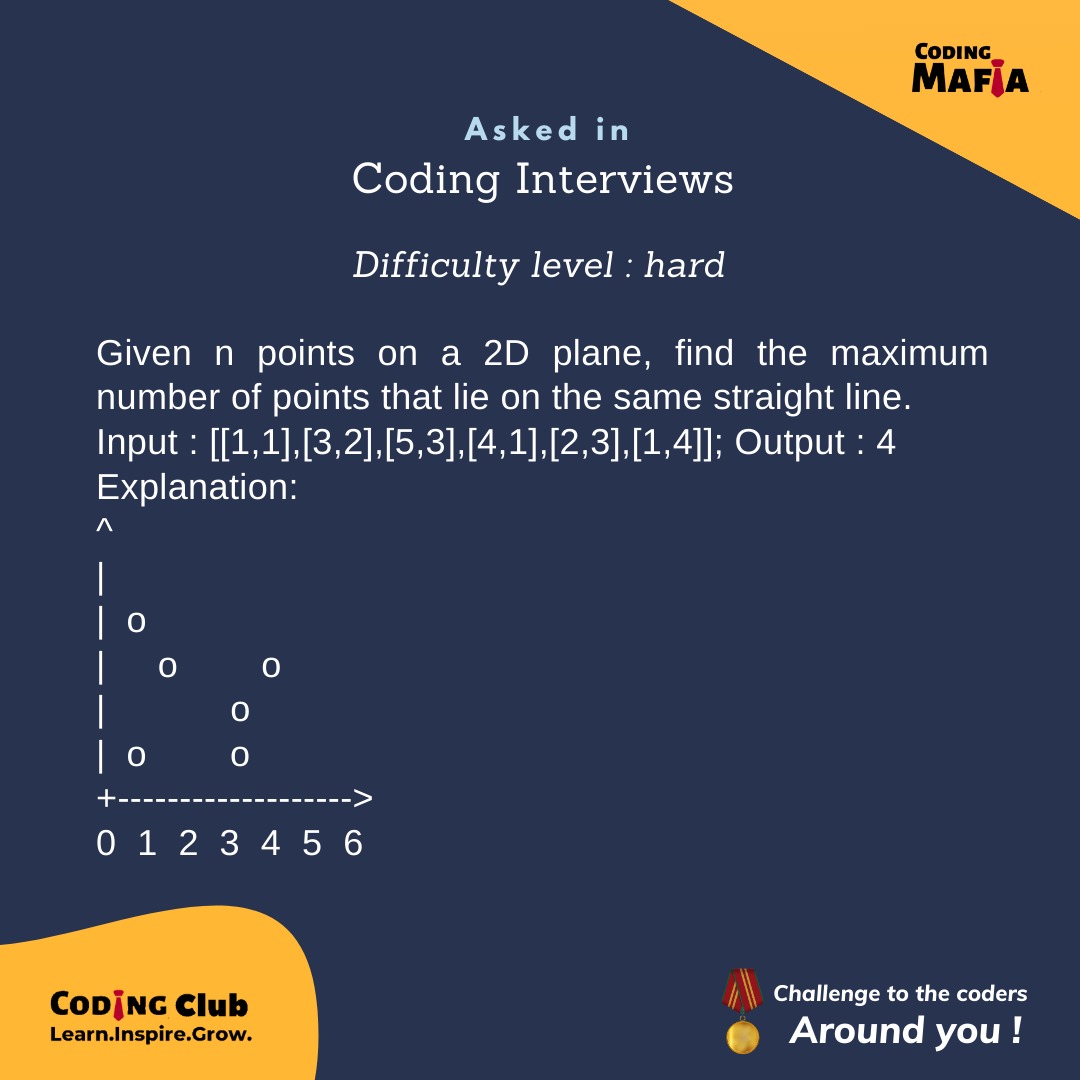 CODING
MAFIA
Asked in
Coding Interviews
Difficulty level : hard
Given n points on a 2D plane, find the maximum
number of points that lie on the same straight line.
Input : [[1,1],[3,2],[5,3],[4,1],[2,3],[1,4]]; Output : 4
Explanation:
^
|
|  o
|    o        o
|            o
|  o        o
+------------------->
0  1  2  3  4  5  6
CODING Club
Learn.Inspire.Grow.
Challenge to the coders
Around you !